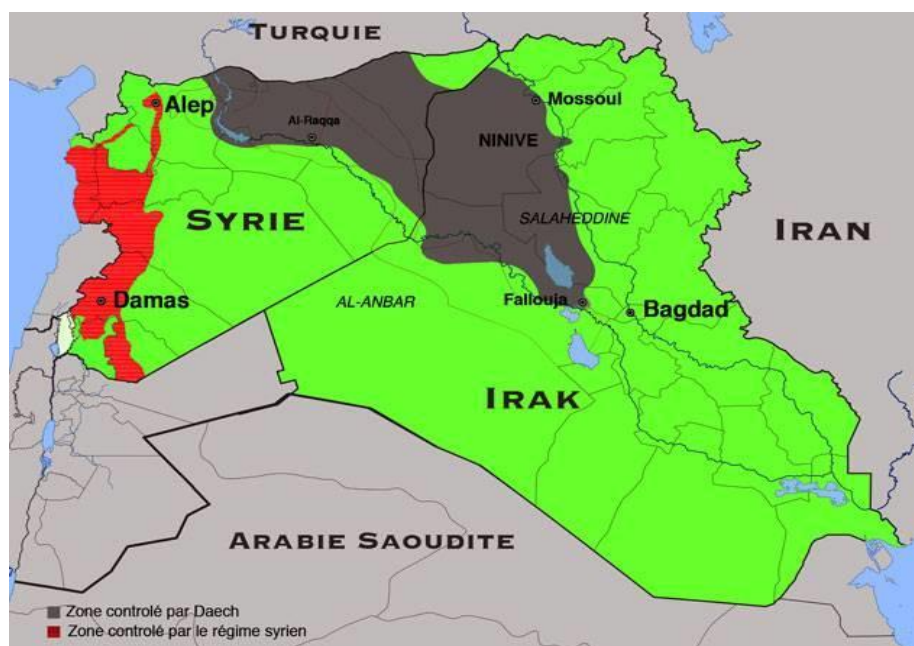 TURQUIE
Alep
Al-Raqqa
Mossoul
NINIVE
SYRIE
SALAHEDDINE
IRAN
Damas
AL-ANBAR
Fallouja
Bagdad
IRAK
ARABIE SAOUDITE
Zone controlé par Daech
Zone controlé par le régime syrien